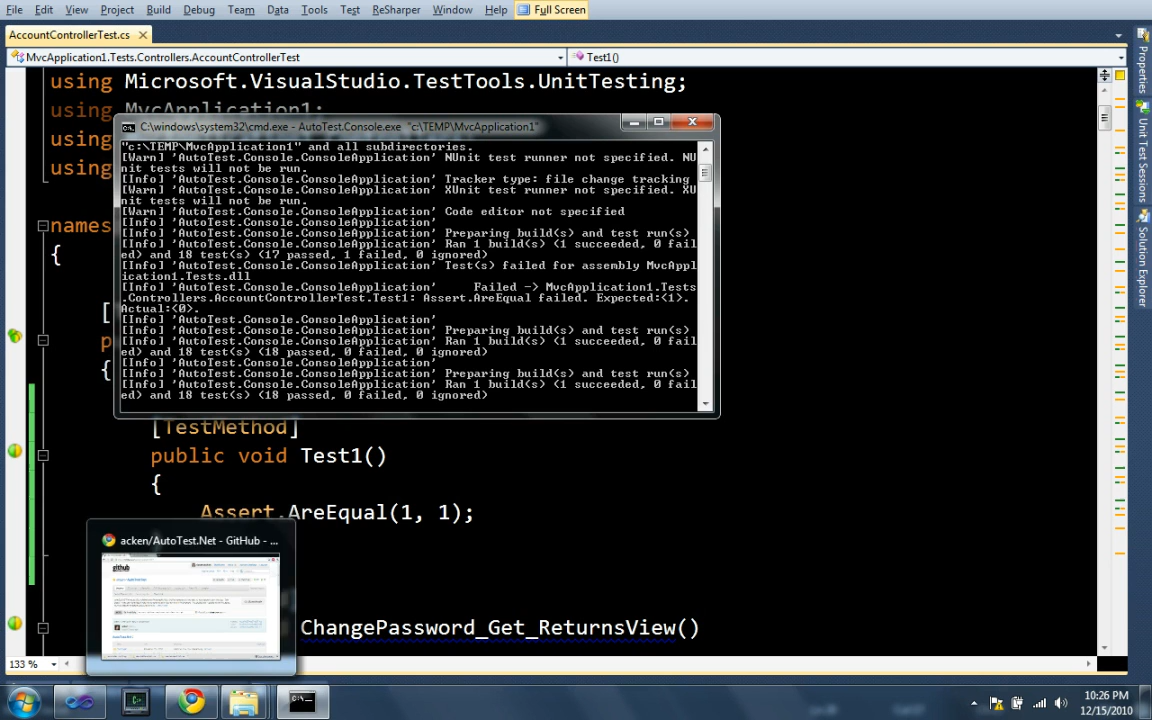 File Edit View Project Build Debug Team Data Tools Test ReSharper Window Help Full Screen
AccountControllerTest.cs
MvcApplication1.Tests.Controllers.AccountControllerTest Test1()
using Microsoft.VisualStudio.TestTools.UnitTesting;
using MvcApplication1;
using
using
C:\windows\system32\cmd.exe - AutoTest.Console.exe "c:\TEMP\MvcApplication1"
"c:\TEMP\MvcApplication1" and all subdirectories.
[Warn] 'AutoTest.Console.ConsoleApplication' NUnit test runner not specified. NU
nit tests will not be run.
[Info] 'AutoTest.Console.ConsoleApplication' Tracker type: file change tracking
[Warn] 'AutoTest.Console.ConsoleApplication' XUnit test runner not specified. XU
nit tests will not be run.
[Warn] 'AutoTest.Console.ConsoleApplication' Code editor not specified
[Info] 'AutoTest.Console.ConsoleApplication'
[Info] 'AutoTest.Console.ConsoleApplication' Preparing build(s) and test run(s)
[Info] 'AutoTest.Console.ConsoleApplication' Ran 1 build(s) (1 succeeded, 0 fail
ed) and 18 test(s) (17 passed, 1 failed, 0 ignored)
[Info] 'AutoTest.Console.ConsoleApplication' Test(s) failed for assembly MvcAppl
ication1.Tests.dll
[Info] 'AutoTest.Console.ConsoleApplication' Failed -> MvcApplication1.Tests
.Controllers.AccountControllerTest.Test1: Assert.AreEqual failed. Expected:<1>.
Actual:<0>.
[Info] 'AutoTest.Console.ConsoleApplication'
[Info] 'AutoTest.Console.ConsoleApplication' Preparing build(s) and test run(s)
[Info] 'AutoTest.Console.ConsoleApplication' Ran 1 build(s) (1 succeeded, 0 fail
ed) and 18 test(s) (18 passed, 0 failed, 0 ignored)
[Info] 'AutoTest.Console.ConsoleApplication'
[Info] 'AutoTest.Console.ConsoleApplication' Preparing build(s) and test run(s)
[Info] 'AutoTest.Console.ConsoleApplication' Ran 1 build(s) (1 succeeded, 0 fail
ed) and 18 test(s) (18 passed, 0 failed, 0 ignored)
names
{
[
p
{
[TestMethod]
public void Test1()
{
Assert.AreEqual(1, 1);
acken/AutoTest.Net - GitHub - ...
github
ChangePassword_Get_ReturnsView()
133 %
Properties
Unit Test Sessions
Solution Explorer
10:26 PM
12/15/2010